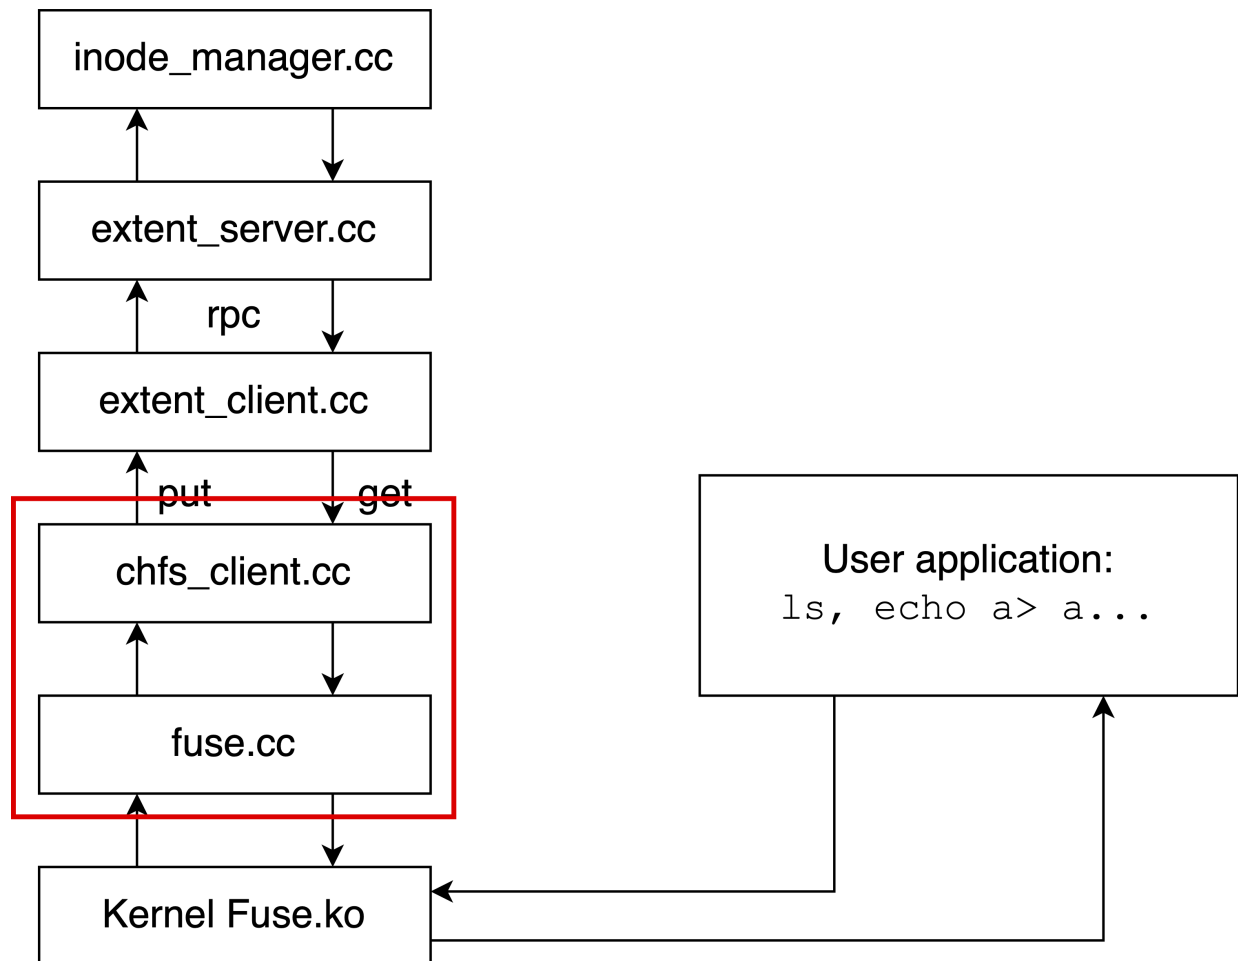 inode_manager.cc
extent_server.cc
rpc
extent_client.cc
put
get
chfs_client.cc
fuse.cc
Kernel Fuse.ko
User application:
ls, echo a> a...